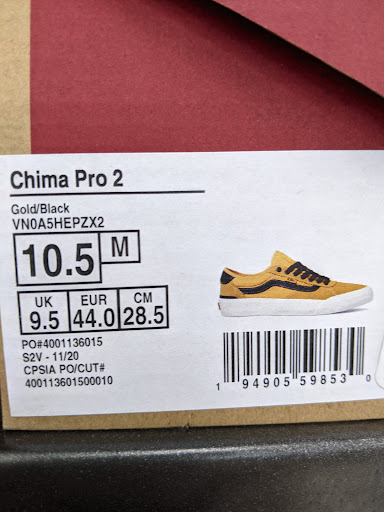 Chima Pro 2
Gold/Black
VN0A5HEPZX2
10.5 M
UK EUR CM
9.5 44.0 28.5
PO#4001136015
S2V - 11/20
CPSIA PO/CUT#
400113601500010
1 94905 59853 0